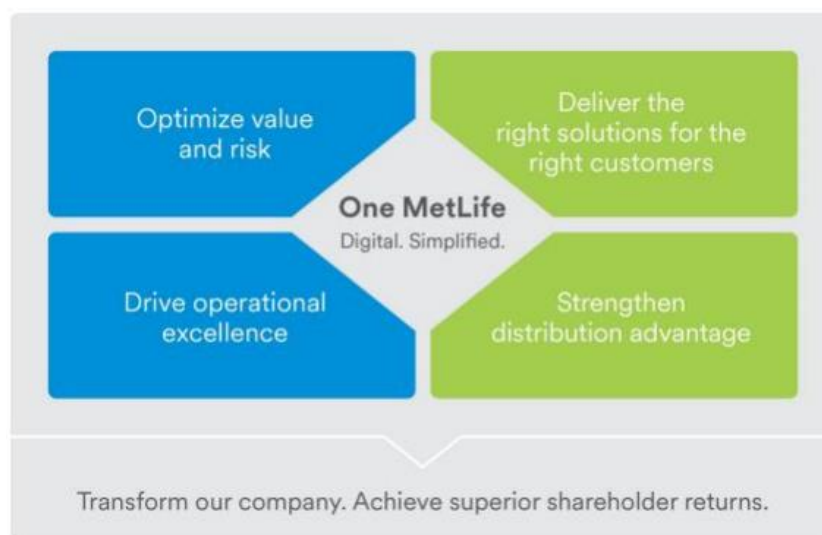 Optimize value
and risk
Deliver the
right solutions for the
right customers
One MetLife
Digital. Simplified.
Drive operational
excellence
Strengthen
distribution advantage
Transform our company. Achieve superior shareholder returns.